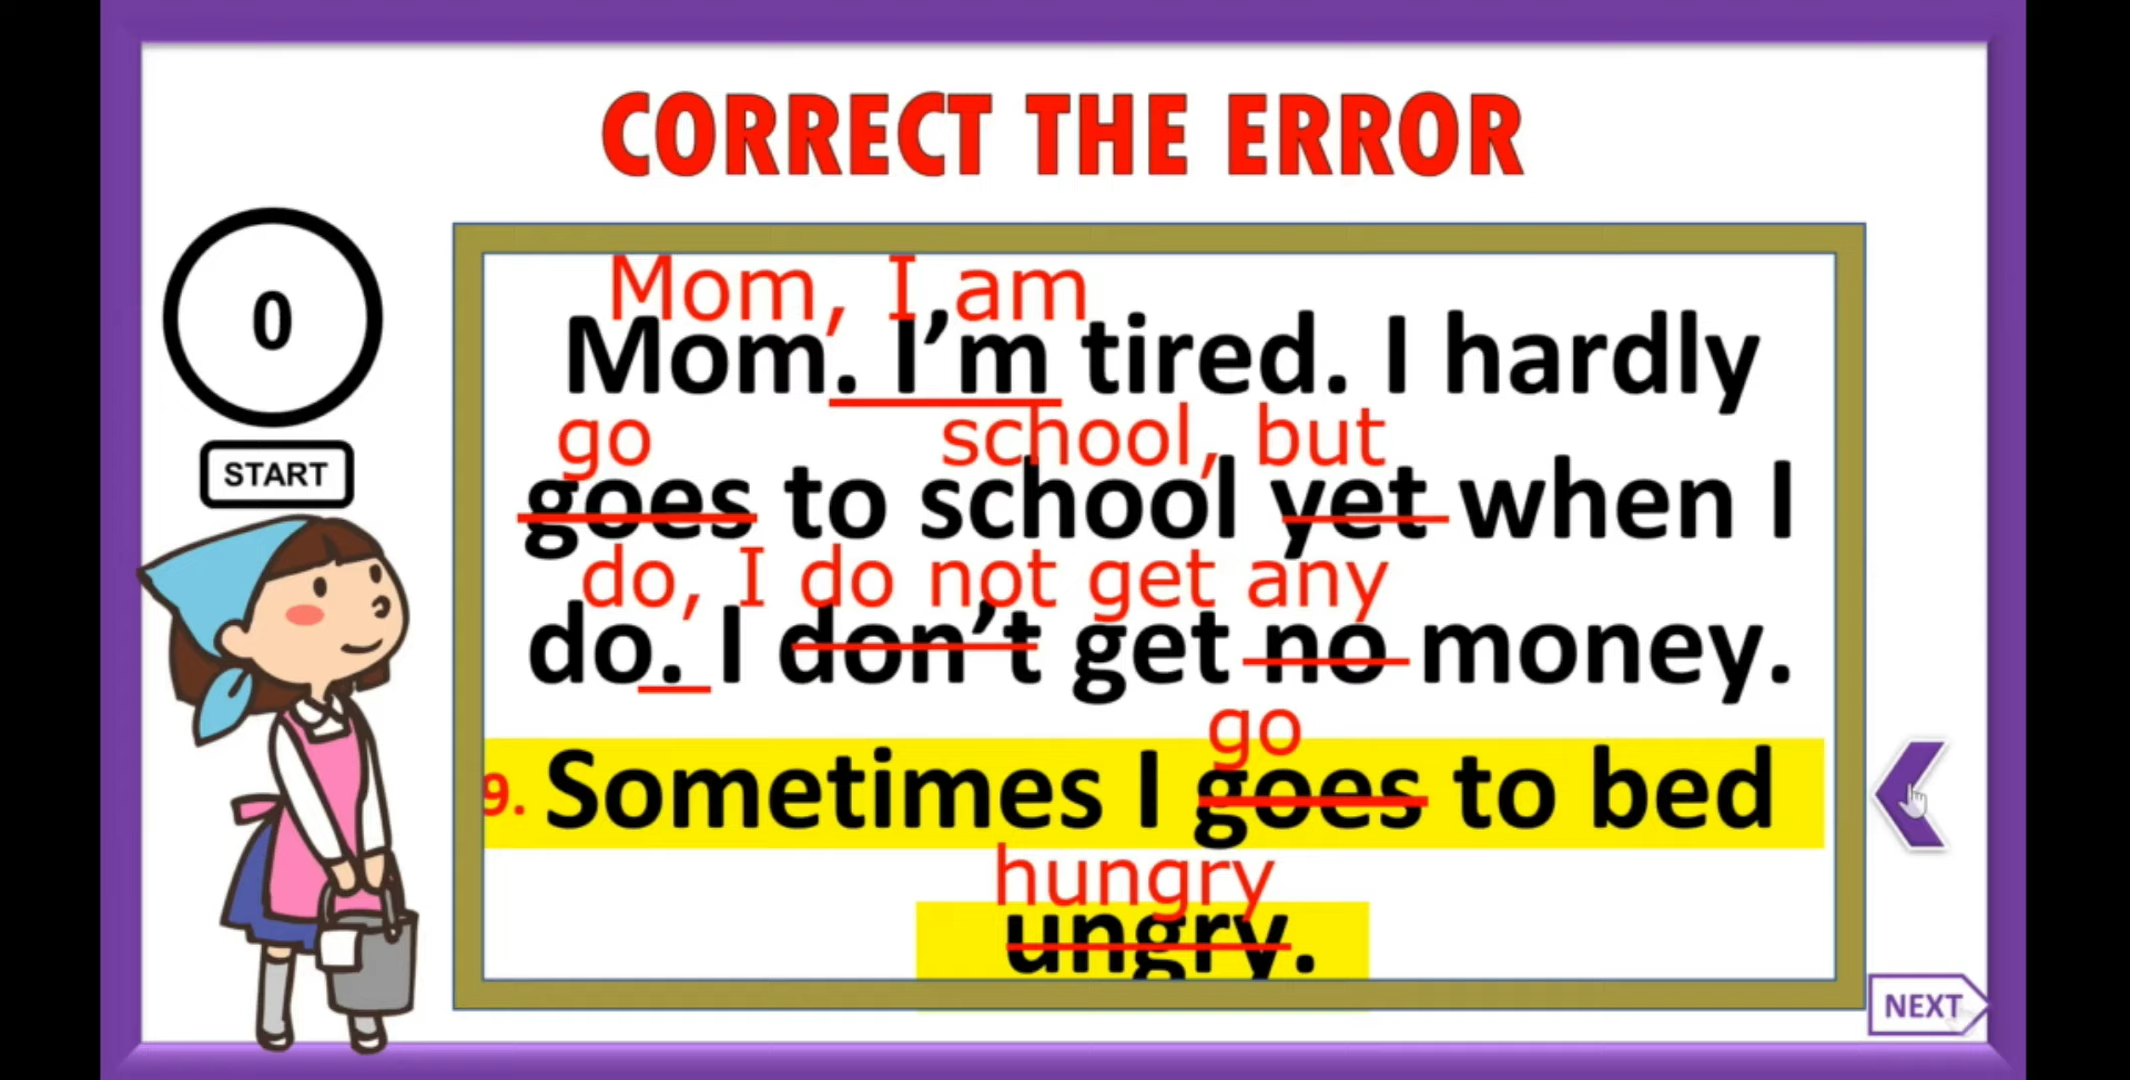 CORRECT THE ERROR
0
START
Mom, I am
Mom. I'm tired. I hardly
go school, but
goes to school yet when I
do, I do not get any
do. I don't get no money.
go
9. Sometimes I goes to bed
hungry
ungry.
NEXT